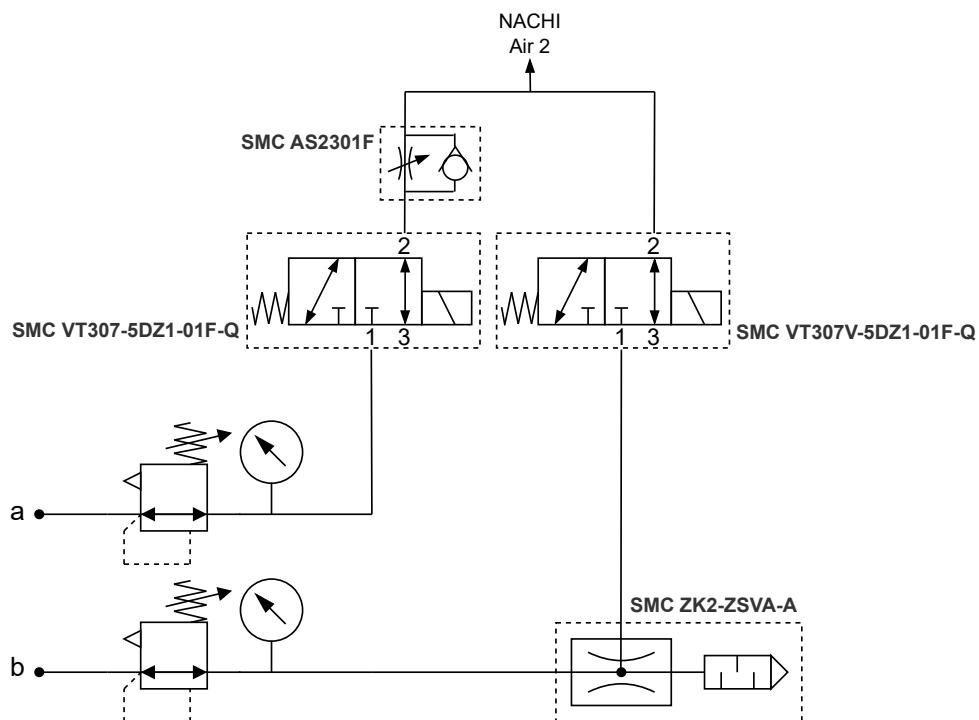 NACHI
Air 2
SMC AS2301F
2
2
SMC VT307-5DZ1-01F-Q
1 3
1 3
SMC VT307V-5DZ1-01F-Q
a
SMC ZK2-ZSVA-A
b